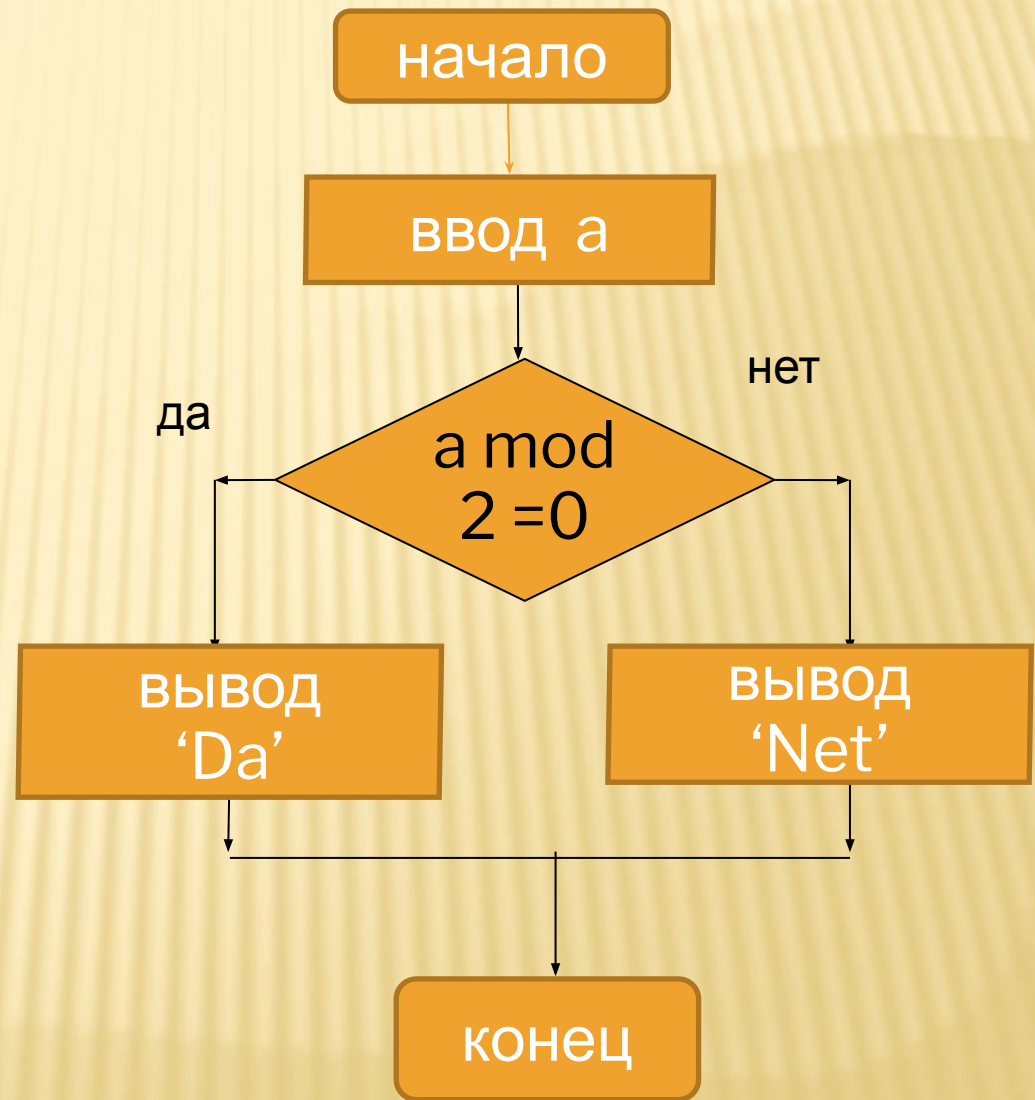 начало
ввод а
да
нет
a mod
2 =0
вывод
‘Da’
вывод
‘Net’
конец